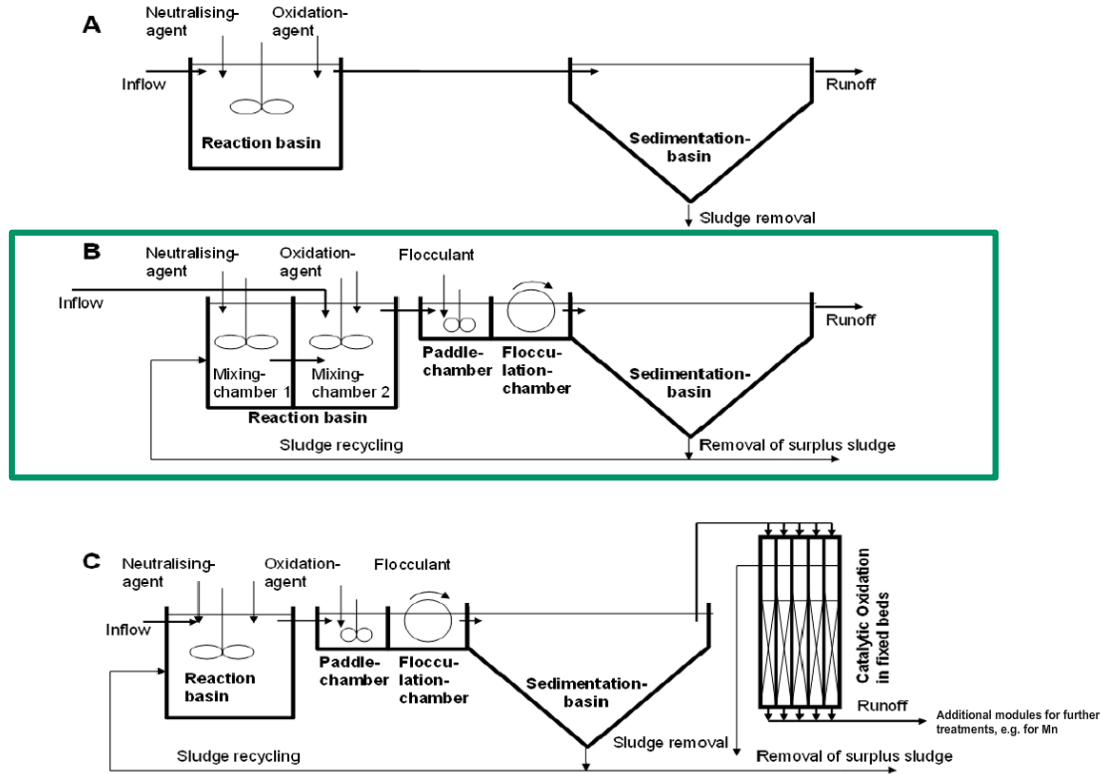 A
Neutralising-
agent
Oxidation-
agent
Inflow
Reaction basin
Sedimentation-
basin
Runoff
Sludge removal
B
Neutralising-
agent
Oxidation-
agent
Flocculant
Inflow
Mixing-
chamber 1
Mixing-
chamber 2
Reaction basin
Paddle-
chamber
Floccu-
lation-
chamber
Sedimentation-
basin
Runoff
Sludge recycling
Removal of surplus sludge
C
Neutralising-
agent
Oxidation-
agent
Flocculant
Inflow
Reaction
basin
Paddle-
chamber
Floccu-
lation-
chamber
Sedimentation-
basin
Catalytic Oxidation
in fixed beds
Runoff
Additional modules for further
treatments, e.g. for Mn
Sludge removal
Sludge recycling
Removal of surplus sludge